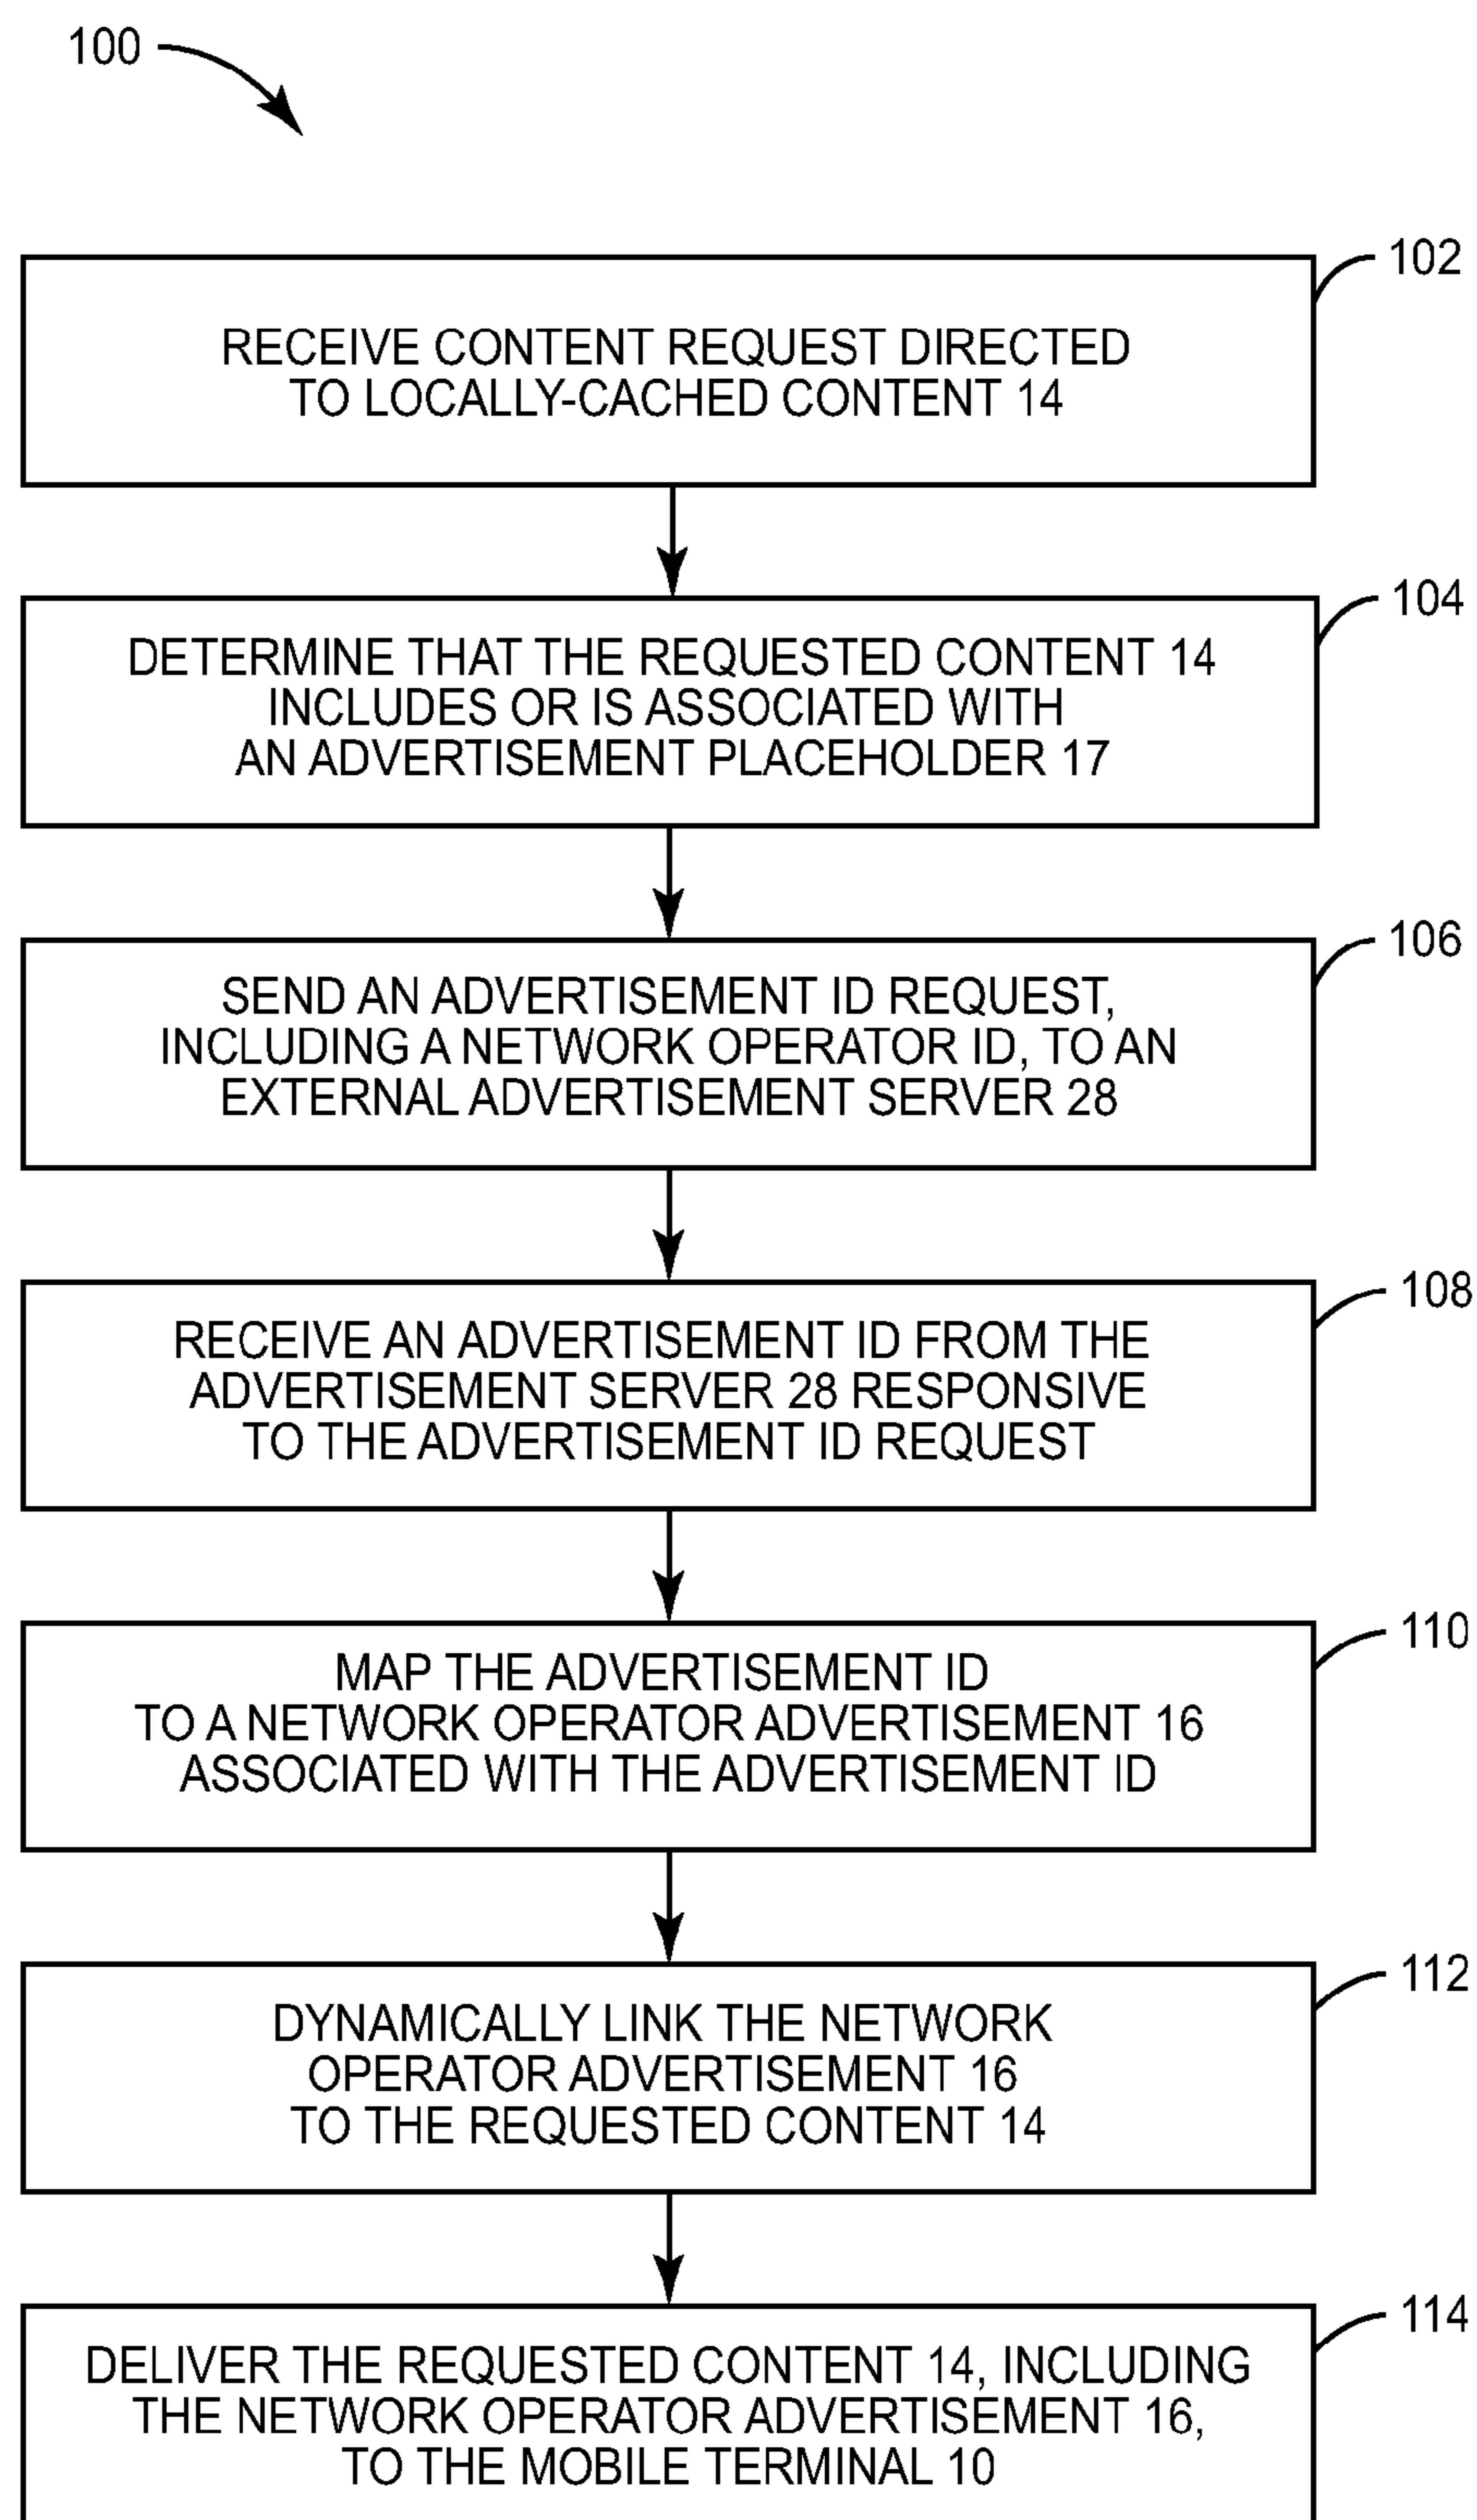 100
102
RECEIVE CONTENT REQUEST DIRECTED
TO LOCALLY-CACHED CONTENT 14
104
DETERMINE THAT THE REQUESTED CONTENT 14
INCLUDES OR IS ASSOCIATED WITH
AN ADVERTISEMENT PLACEHOLDER 17
106
SEND AN ADVERTISEMENT ID REQUEST,
INCLUDING A NETWORK OPERATOR ID, TO AN
EXTERNAL ADVERTISEMENT SERVER 28
108
RECEIVE AN ADVERTISEMENT ID FROM THE
ADVERTISEMENT SERVER 28 RESPONSIVE
TO THE ADVERTISEMENT ID REQUEST
110
MAP THE ADVERTISEMENT ID
TO A NETWORK OPERATOR ADVERTISEMENT 16
ASSOCIATED WITH THE ADVERTISEMENT ID
112
DYNAMICALLY LINK THE NETWORK
OPERATOR ADVERTISEMENT 16
TO THE REQUESTED CONTENT 14
114
DELIVER THE REQUESTED CONTENT 14, INCLUDING
THE NETWORK OPERATOR ADVERTISEMENT 16,
TO THE MOBILE TERMINAL 10